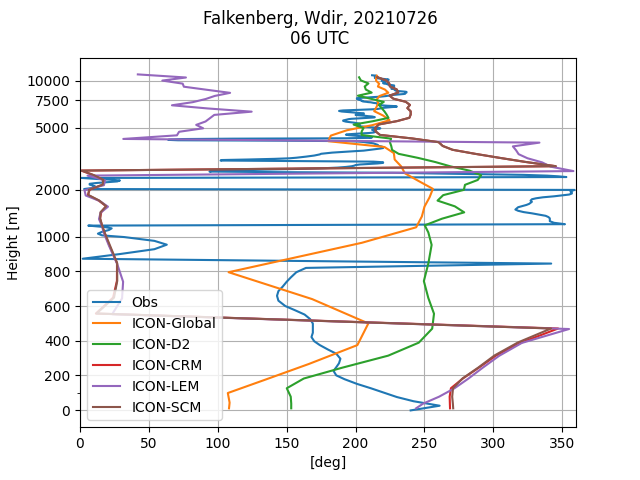 Falkenberg, Wdir, 20210726
06 UTC
10000
7500
5000
2000
1000
800
600
400
200
0
Height [m]
Obs
ICON-Global
ICON-D2
ICON-CRM
ICON-LEM
ICON-SCM
0 50 100 150 200 250 300 350
[deg]